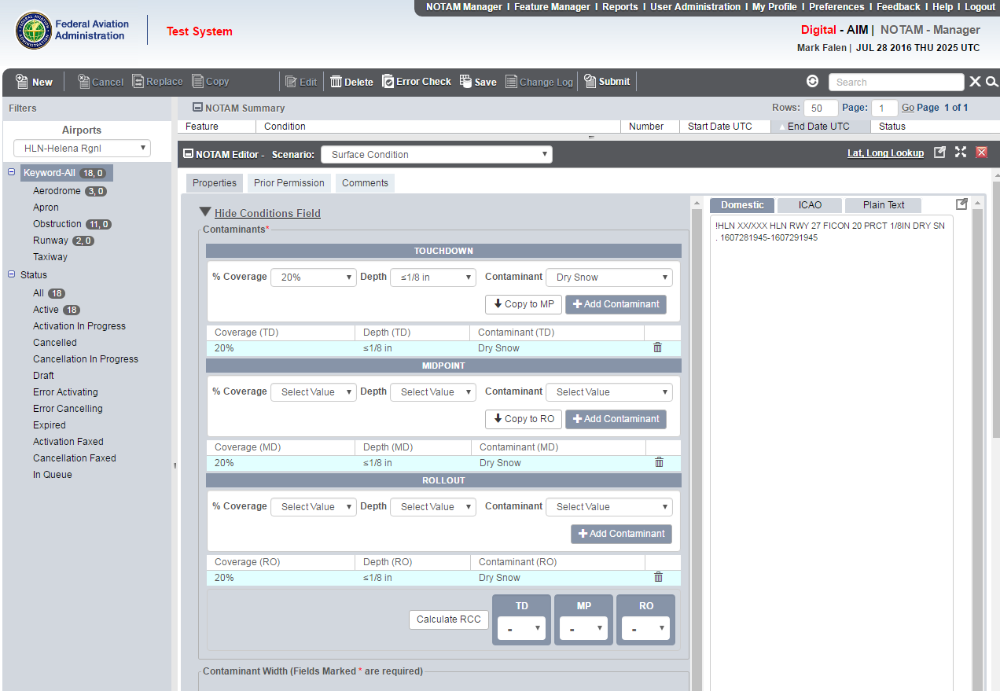 NOTAM Manager | Feature Manager | Reports | User Administration | My Profile | Preferences | Feedback | Help | Logout
Federal Aviation
Administration
Test System
Digital - AIM | NOTAM - Manager
Mark Falen | JUL 28 2016 THU 2025 UTC
New Cancel Replace Copy Edit Delete Error Check Save Change Log Submit Search
Filters
NOTAM Summary Rows: 50 Page: 1 Go Page 1 of 1
Airports
Feature Condition Number Start Date UTC End Date UTC Status
HLN-Helena Rgnl
NOTAM Editor - Scenario: Surface Condition Lat, Long Lookup
Keyword-All 18, 0
Aerodrome 3, 0
Apron
Obstruction 11, 0
Runway 2, 0
Taxiway
Status
All 18
Active 18
Activation In Progress
Cancelled
Cancellation In Progress
Draft
Error Activating
Error Cancelling
Expired
Activation Faxed
Cancellation Faxed
In Queue
Properties Prior Permission Comments
Hide Conditions Field
Contaminants*
TOUCHDOWN
% Coverage 20% Depth ≤1/8 in Contaminant Dry Snow
Copy to MP Add Contaminant
Coverage (TD) Depth (TD) Contaminant (TD)
20% ≤1/8 in Dry Snow
MIDPOINT
% Coverage Select Value Depth Select Value Contaminant Select Value
Copy to RO Add Contaminant
Coverage (MD) Depth (MD) Contaminant (MD)
20% ≤1/8 in Dry Snow
ROLLOUT
% Coverage Select Value Depth Select Value Contaminant Select Value
Add Contaminant
Coverage (RO) Depth (RO) Contaminant (RO)
20% ≤1/8 in Dry Snow
TD MP RO
Calculate RCC - - -
Contaminant Width (Fields Marked * are required)
Domestic ICAO Plain Text
!HLN XX/XXX HLN RWY 27 FICON 20 PRCT 1/8IN DRY SN
. 1607281945-1607291945